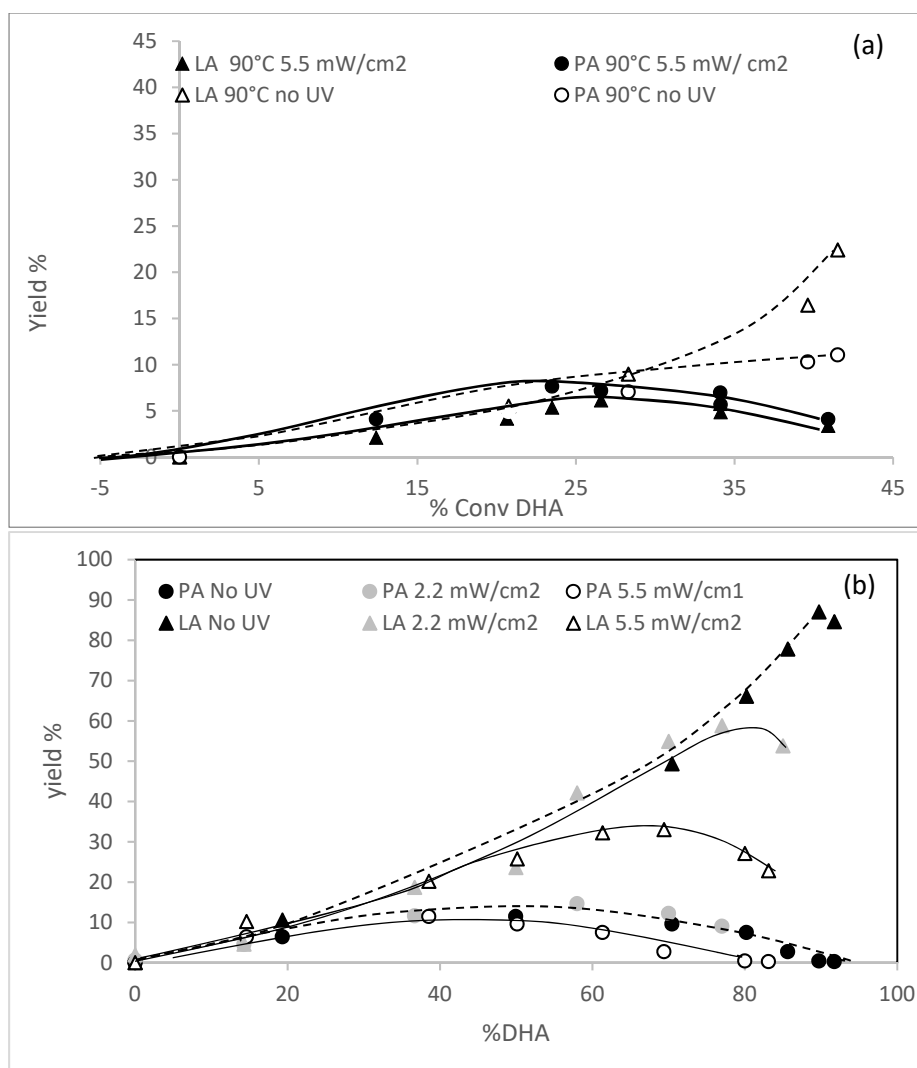 (a)
45
LA 90°C 5.5 mW/cm2 PA 90°C 5.5 mW/ cm2
40
LA 90°C no UV PA 90°C no UV
35
30
25
20
15
10
5
0
Yield %
-5 5 15 25 35 45
% Conv DHA
100
(b)
PA No UV PA 2.2 mW/cm2 PA 5.5 mW/cm1
90
LA No UV LA 2.2 mW/cm2 LA 5.5 mW/cm2
80
70
60
50
40
30
20
10
0
yield %
0 20 40 60 80 100
%DHA